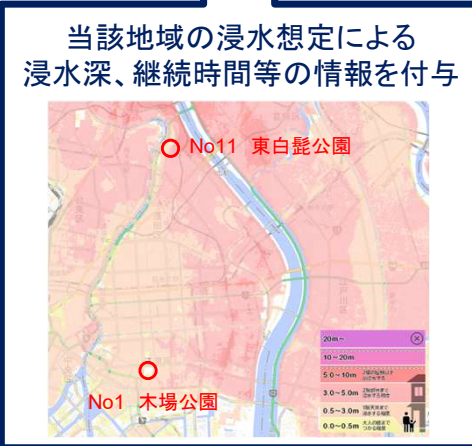 当該地域の浸水想定による
浸水深、継続時間等の情報を付与
No11 東白髭公園
No1 木場公園
20m~
10~20m
5.0~10m
3.0~5.0m
0.5~3.0m
0.0~0.5m